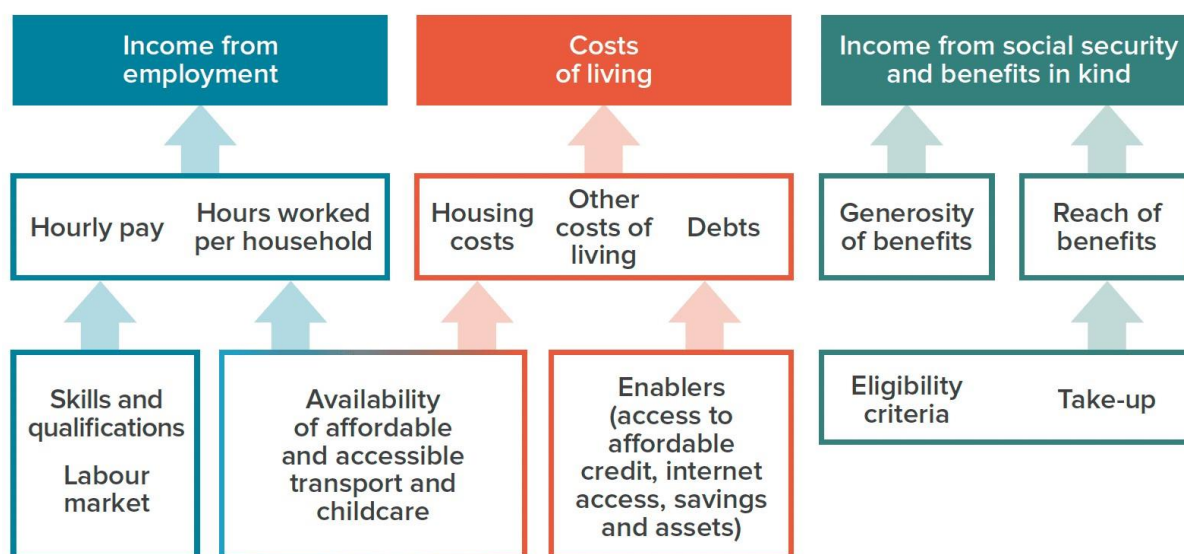 Income from
employment
Costs
of living
Income from social security
and benefits in kind
Hourly pay
Hours worked
per household
Housing
costs
Other
costs of
living
Debts
Generosity
of benefits
Reach of
benefits
Skills and
qualifications
Labour
market
Availability
of affordable
and accessible
transport and
childcare
Enablers
(access to
affordable
credit, internet
access, savings
and assets)
Eligibility
criteria
Take-up